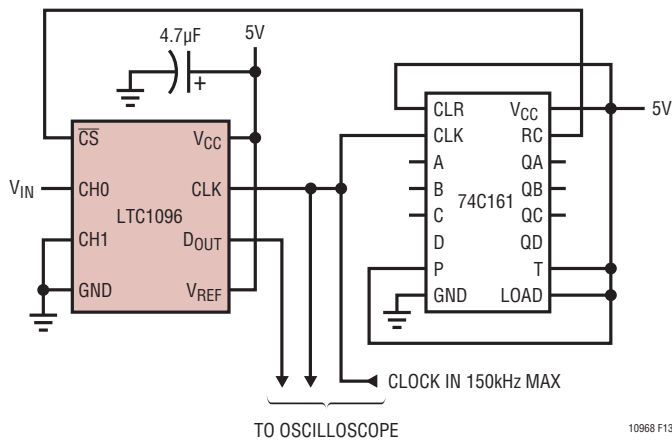 4.7µF
5V
+
CS
CH0
CH1
GND
LTC1096
VCC
CLK
DOUT
VREF
VIN
CLR
CLK
A
B
C
D
P
GND
74C161
VCC
RC
QA
QB
QC
QD
T
LOAD
5V
CLOCK IN 150kHz MAX
TO OSCILLOSCOPE
10968 F13